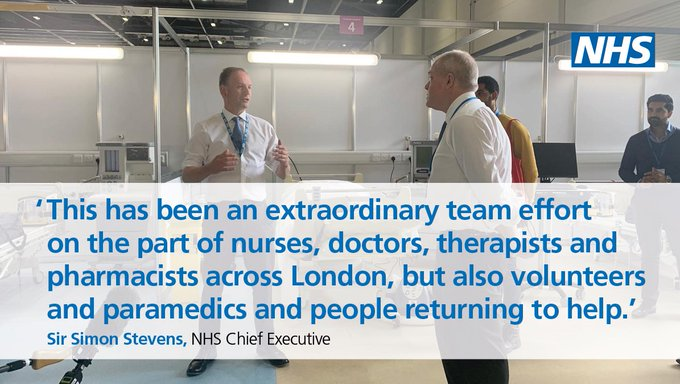 4
NHS
‘This has been an extraordinary team effort
on the part of nurses, doctors, therapists and
pharmacists across London, but also volunteers
and paramedics and people returning to help.’
Sir Simon Stevens, NHS Chief Executive